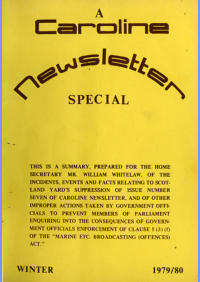 A
Caroline
Newsletter
SPECIAL
THIS IS A SUMMARY, PREPARED FOR THE HOME
SECRETARY MR. WILLIAM WHITELAW, OF THE
INCIDENTS, EVENTS AND FACTS RELATING TO SCOT-
LAND YARD'S SUPPRESSION OF ISSUE NUMBER
SEVEN OF CAROLINE NEWSLETTER, AND OF OTHER
IMPROPER ACTIONS TAKEN BY GOVERNMENT OFFI-
CIALS TO PREVENT MEMBERS OF PARLIAMENT
ENQUIRING INTO THE CONSEQUENCES OF GOVERN-
MENT OFFICIALS ENFORCEMENT OF CLAUSE 5 (3) (f)
OF THE "MARINE ETC. BROADCASTING (OFFENCES)
ACT."
WINTER 1979/80